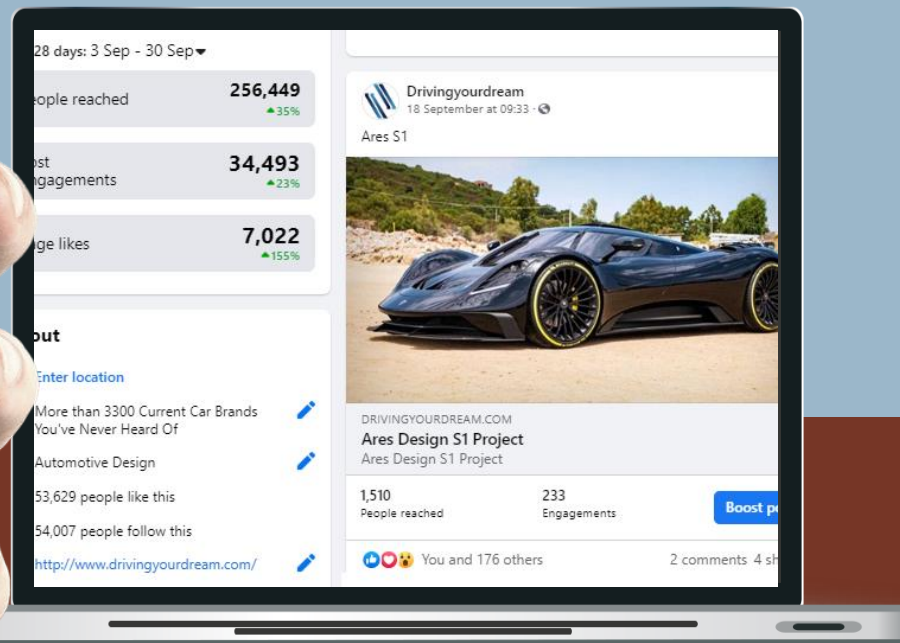 28 days: 3 Sep - 30 Sep
eople reached
256,449
35%
ost
ngagements
34,493
23%
ge likes
7,022
155%
out
Enter location
More than 3300 Current Car Brands
You've Never Heard Of
Automotive Design
53,629 people like this
54,007 people follow this
http://www.drivingyourdream.com/
Drivingyourdream
18 September at 09:33 ·
Ares S1
DRIVINGYOURDREAM.COM
Ares Design S1 Project
Ares Design S1 Project
1,510
People reached
233
Engagements
Boost po
You and 176 others
2 comments 4 sh